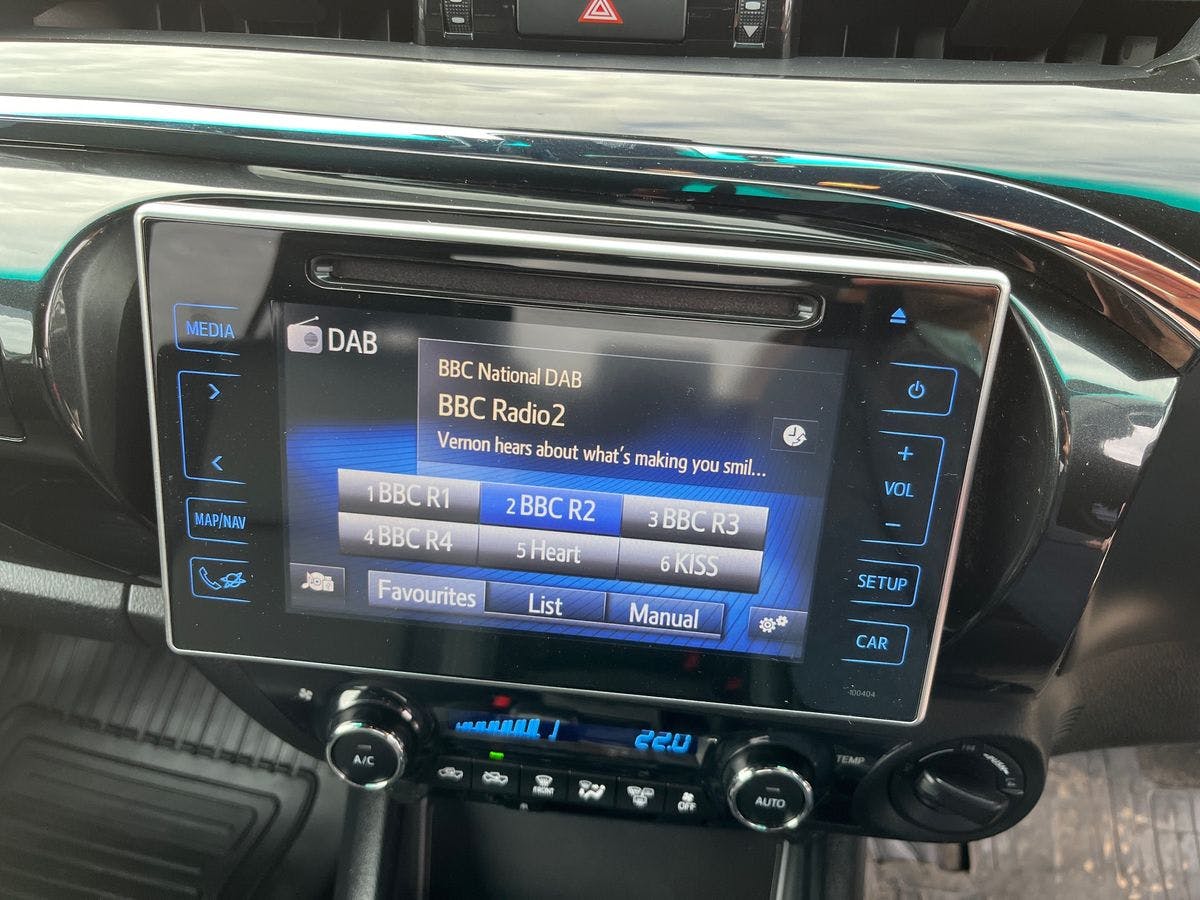 MEDIA
MAP/NAV
DAB
BBC National DAB
BBC Radio2
Vernon hears about what's making you smil...
1 BBC R1
2 BBC R2
3 BBC R3
4 BBC R4
5 Heart
6 KISS
Favourites
List
Manual
+
VOL
−
SETUP
CAR
100404
22.0
TEMP
A/C
FRONT
OFF
AUTO